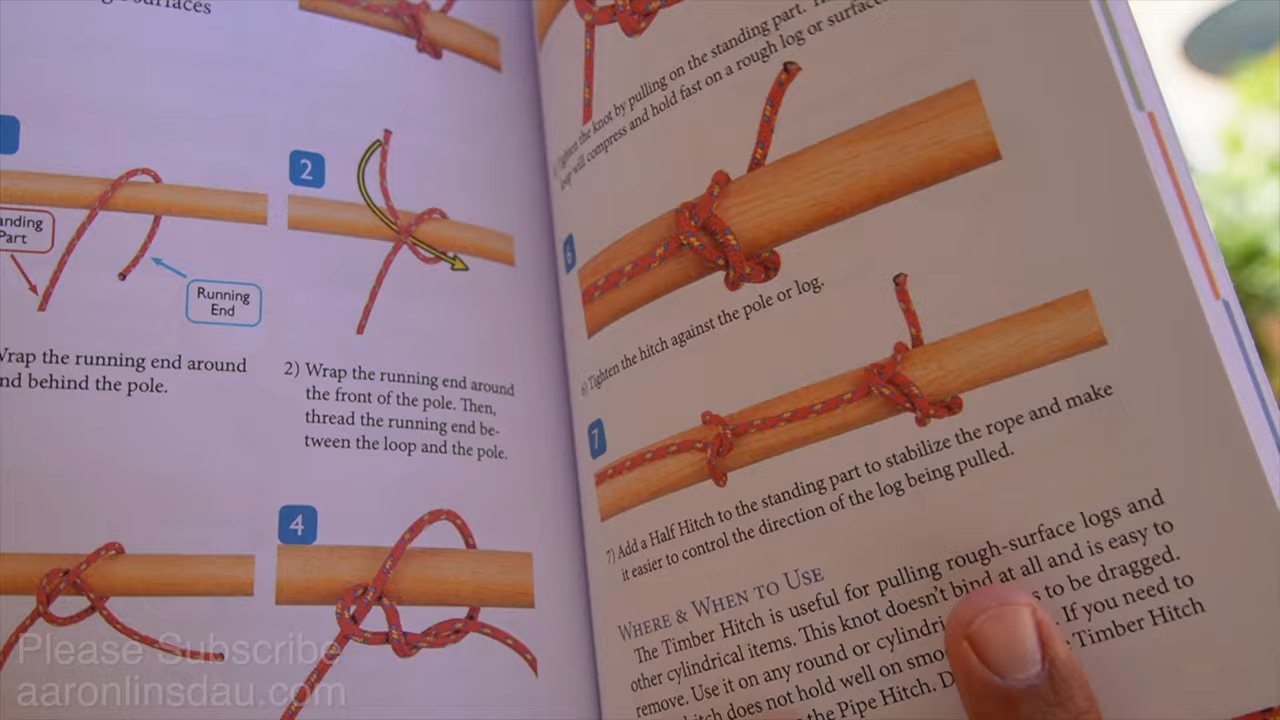 surfaces
2
Standing
Part
Running
End
Wrap the running end around
and behind the pole.
2) Wrap the running end around
the front of the pole. Then,
thread the running end be-
tween the loop and the pole.
4
Tighten the knot by pulling on the standing part.
loop will compress and hold fast on a rough log or surface
6
6) Tighten the hitch against the pole or log.
7
7) Add a Half Hitch to the standing part to stabilize the rope and make
it easier to control the direction of the log being pulled.
WHERE & WHEN TO USE
The Timber Hitch is useful for pulling rough-surface logs and
other cylindrical items. This knot doesn't bind at all and is easy to
remove. Use it on any round or cylindri s to be dragged.
hitch does not hold well on smo . If you need to
the Pipe Hitch. D Timber Hitch
Please Subscribe
aaronlinsdau.com